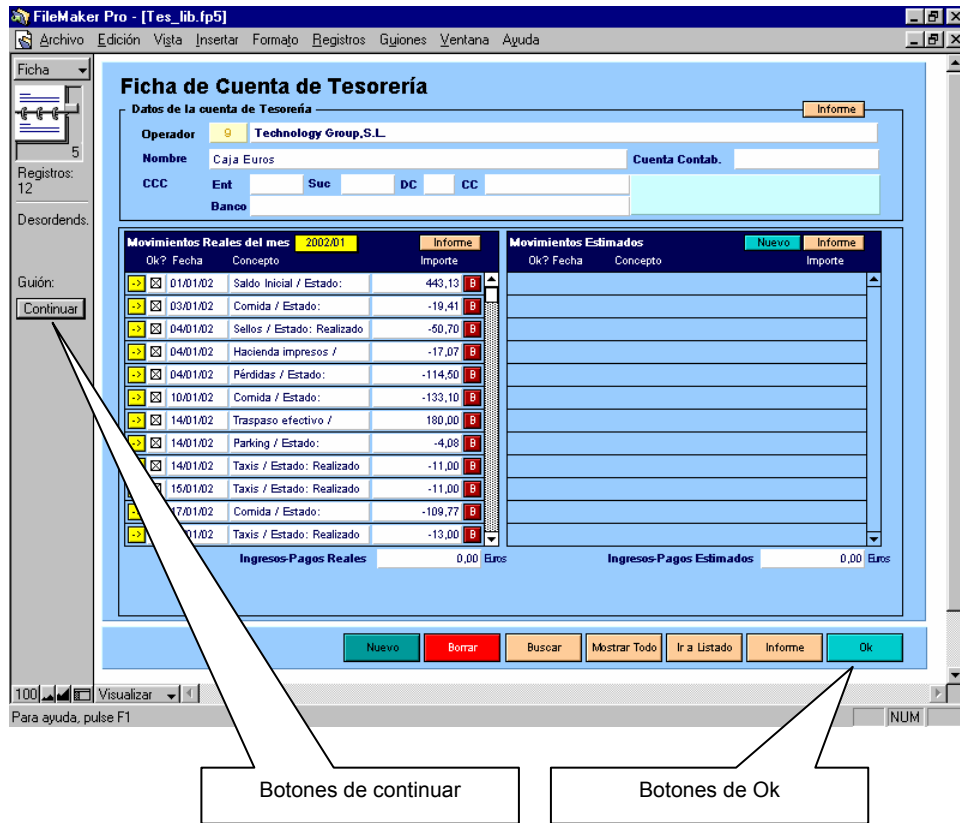 FileMaker Pro - [Tes_lib.fp5]
Archivo Edición Vista Insertar Formato Registros Guiones Ventana Ayuda
Ficha
5
Registros:
12
Desordends.
Guión:
Continuar
Ficha de Cuenta de Tesorería
Datos de la cuenta de Tesorería Informe
Operador 9 Technology Group,S.L.
Nombre Caja Euros Cuenta Contab.
CCC Ent Suc DC CC
Banco
Movimientos Reales del mes 2002/01 Informe
Ok? Fecha Concepto Importe
-> 01/01/02 Saldo Inicial / Estado: 443,13 B
-> 03/01/02 Comida / Estado: -19,41 B
-> 04/01/02 Sellos / Estado: Realizado -50,70 B
-> 04/01/02 Hacienda impresos / -17,07 B
-> 04/01/02 Pérdidas / Estado: -114,50 B
-> 10/01/02 Comida / Estado: -133,10 B
-> 14/01/02 Traspaso efectivo / 180,00 B
-> 14/01/02 Parking / Estado: -4,08 B
-> 14/01/02 Taxis / Estado: Realizado -11,00 B
15/01/02 Taxis / Estado: Realizado -11,00 B
17/01/02 Comida / Estado: -109,77 B
01/02 Taxis / Estado: Realizado -13,00 B
Ingresos-Pagos Reales 0,00 Euros
Movimientos Estimados Nuevo Informe
Ok? Fecha Concepto Importe
Ingresos-Pagos Estimados 0,00 Euros
Nuevo Borrar Buscar Mostrar Todo Ir a Listado Informe Ok
100 Visualizar
Para ayuda, pulse F1 NUM
Botones de continuar
Botones de Ok